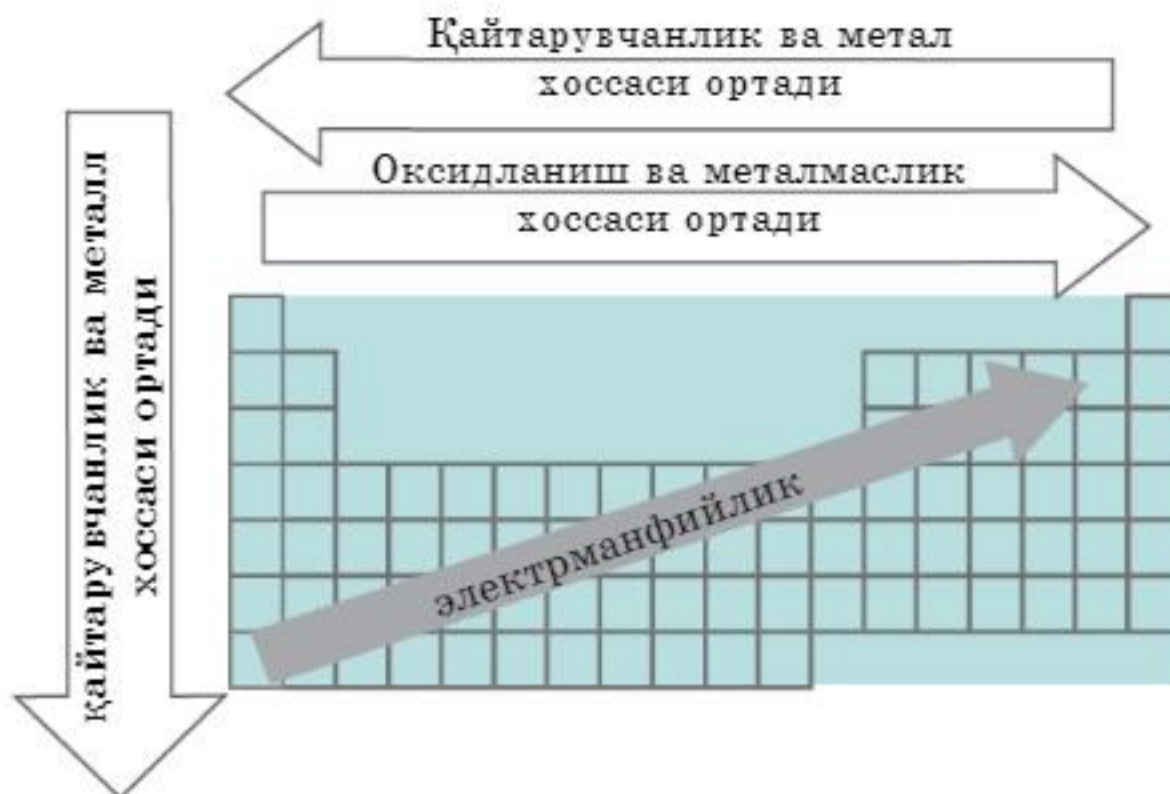 Қайтарувчанлик ва метал
хоссаси ортади
Оксидланиш ва металмаслик
хоссаси ортади
қайтарувчанлик ва металл
хоссаси ортади
электрманфийлик